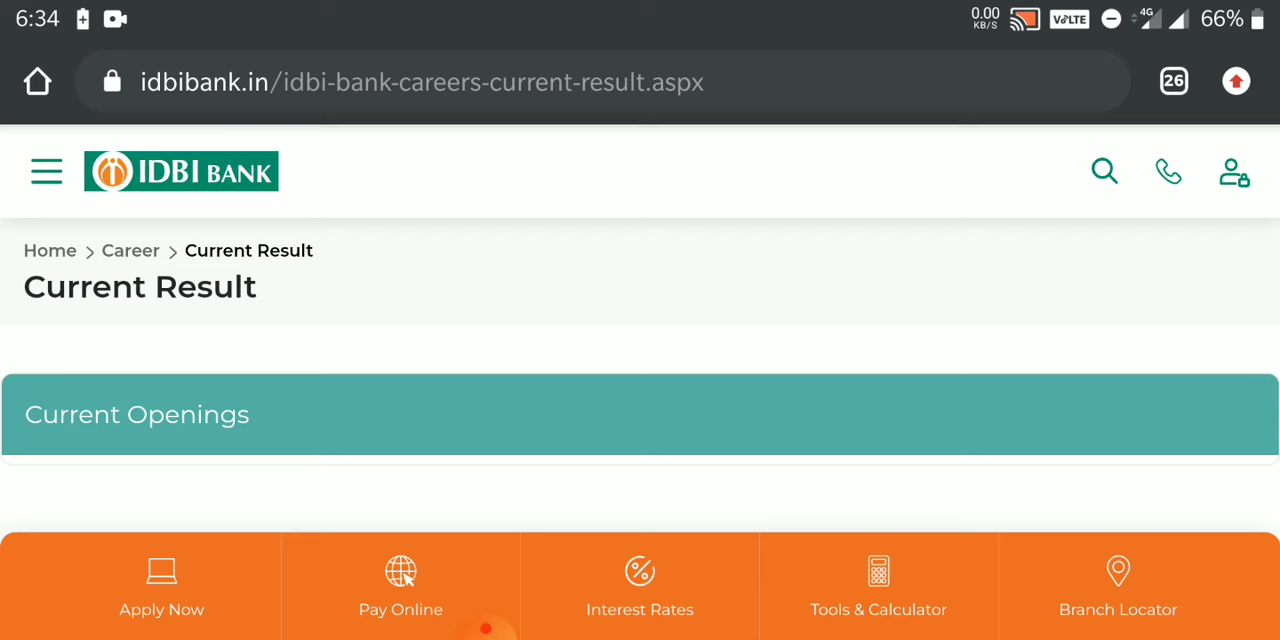 6:34
0.00 KB/S VoLTE 4G 66%
idbibank.in/idbi-bank-careers-current-result.aspx
26
IDBI BANK
Home > Career > Current Result
Current Result
Current Openings
Apply Now
Pay Online
Interest Rates
Tools & Calculator
Branch Locator